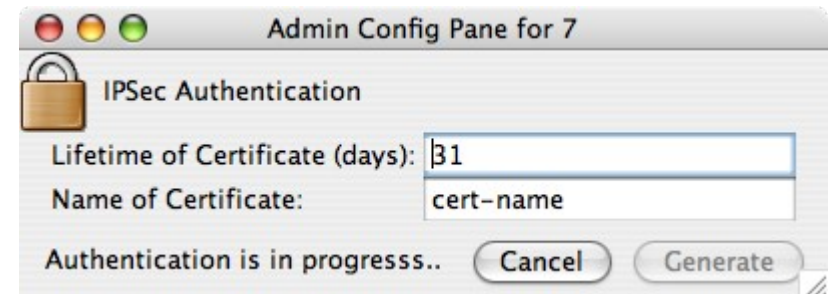 Admin Config Pane for 7
IPSec Authentication
Lifetime of Certificate (days): 31
Name of Certificate: cert-name
Authentication is in progresss.. Cancel Generate